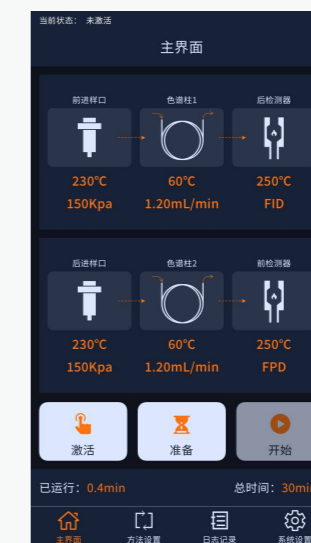 当前状态： 未激活
主界面
前进样口 色谱柱1 后检测器
230℃ 60℃ 250℃
150Kpa 1.20mL/min FID
后进样口 色谱柱2 前检测器
230℃ 60℃ 250℃
150Kpa 1.20mL/min FPD
激活 准备 开始
已运行：0.4min 总时间：30min
主界面 方法设置 日志记录 系统设置